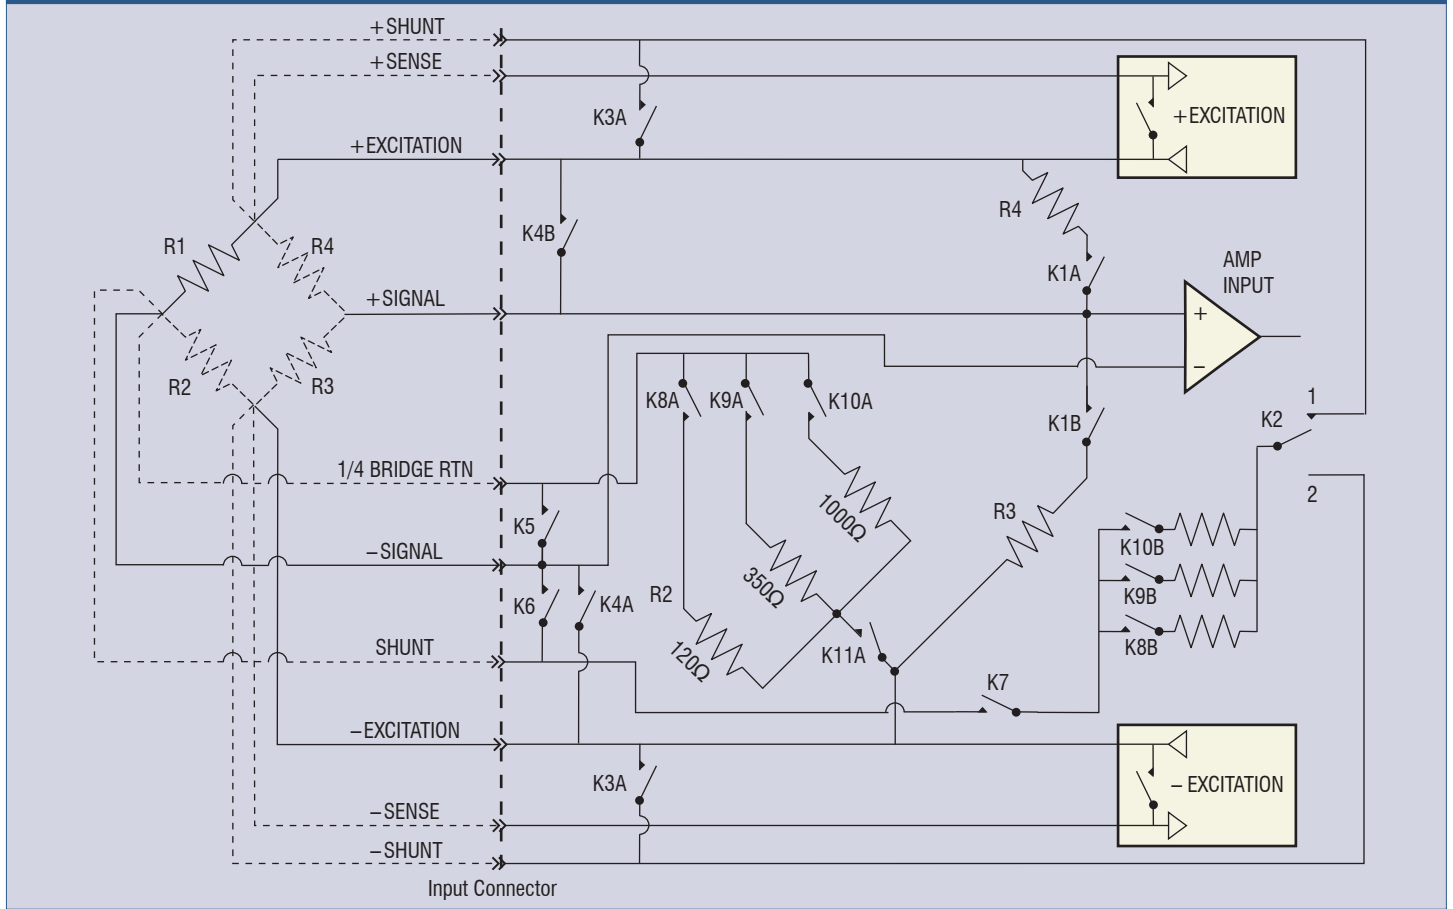 +SHUNT
+SENSE
K3A
+EXCITATION
+EXCITATION
R4
K4B
R1
R4
K1A
AMP
INPUT
+SIGNAL
+
−
R2
R3
K8A
K9A
K10A
1
K2
K1B
1/4 BRIDGE RTN
2
1000Ω
R3
K5
K10B
−SIGNAL
350Ω
R2
K9B
K6
K4A
K8B
120Ω
K11A
SHUNT
K7
−EXCITATION
K3A
− EXCITATION
−SENSE
−SHUNT
Input Connector